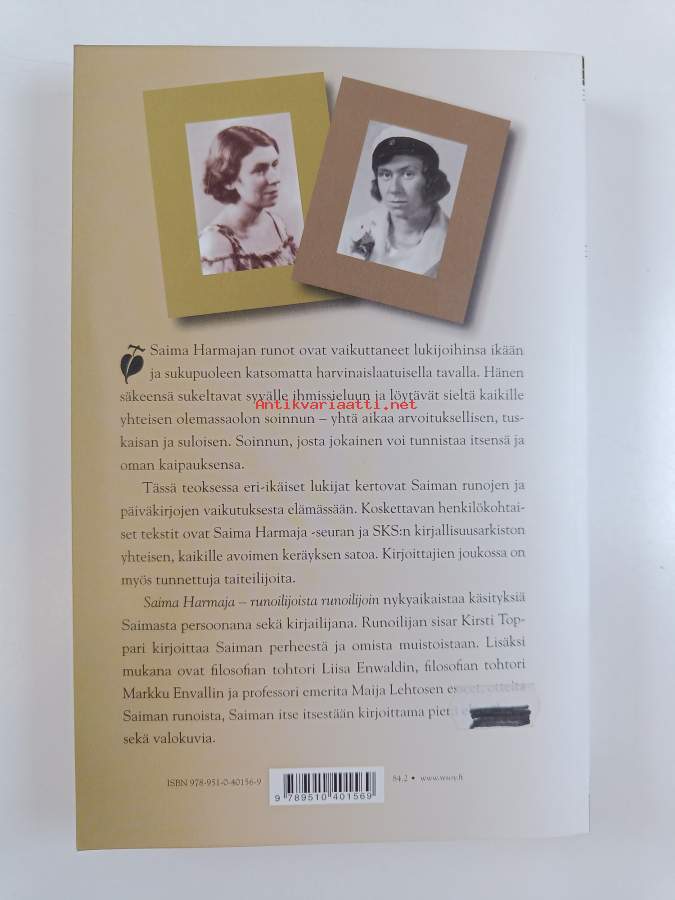 Saima Harmajan runot ovat vaikuttaneet lukijoihinsa ikään
ja sukupuoleen katsomatta harvinaislaatuisella tavalla. Hänen
säkeensä sukeltavat syvälle ihmissieluun ja löytävät sieltä kaikille
Antikvariaatti.net
yhteisen olemassaolon soinnun – yhtä aikaa arvoituksellisen, tus-
kaisan ja suloisen. Soinnun, josta jokainen voi tunnistaa itsensä ja
oman kaipauksensa.
Tässä teoksessa eri-ikäiset lukijat kertovat Saiman runojen ja
päiväkirjojen vaikutuksesta elämässään. Koskettavan henkilökohtai-
set tekstit ovat Saima Harmaja -seuran ja SKS:n kirjallisuusarkiston
yhteisen, kaikille avoimen keräyksen satoa. Kirjoittajien joukossa on
myös tunnettuja taiteilijoita.
Saima Harmaja – runoilijoista runoilijoin nykyaikaistaa käsityksiä
Saimasta persoonana sekä kirjailijana. Runoilijan sisar Kirsti Top-
pari kirjoittaa Saiman perheestä ja omista muistoistaan. Lisäksi
mukana ovat filosofian tohtori Liisa Enwaldin, filosofian tohtori
Markku Envallin ja professori emerita Maija Lehtosen esseet, otteita
Saiman runoista, Saiman itse itsestään kirjoittama
sekä valokuvia.
ISBN 978-951-0-40156-9
84.2 • www.wsoy.fi
9 789510 401569